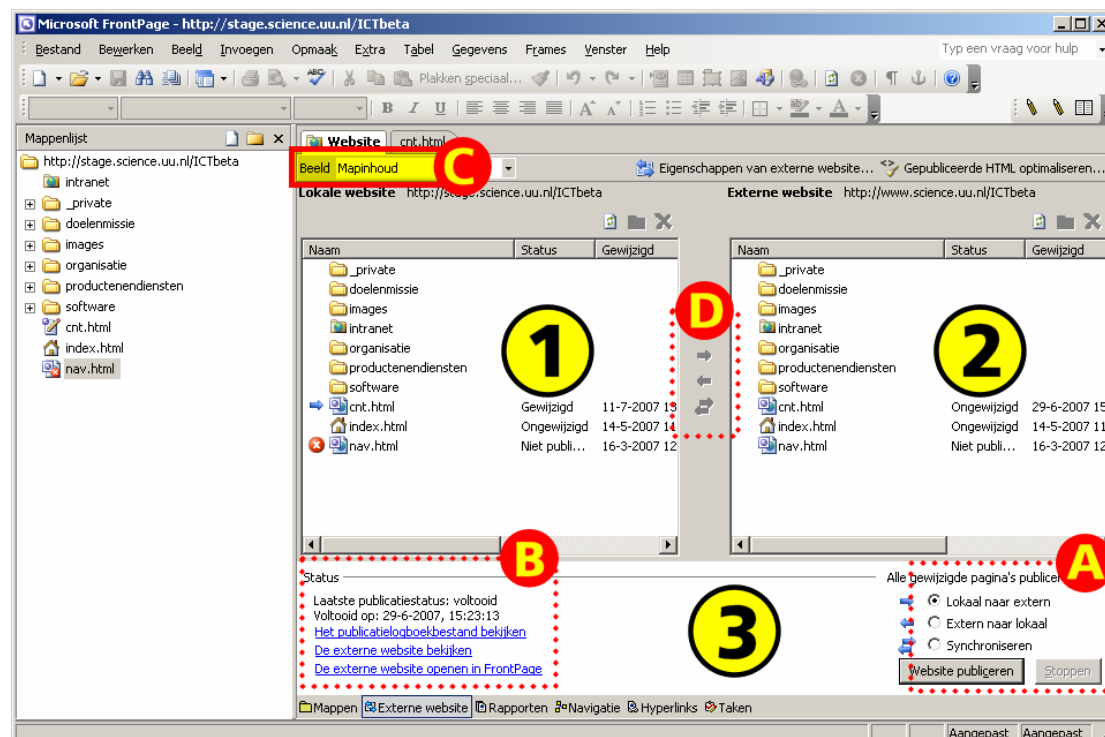 Microsoft FrontPage - http://stage.science.uu.nl/ICTbeta
Bestand Bewerken Beeld Invoegen Opmaak Extra Tabel Gegevens Frames Venster Help Typ een vraag voor hulp
Plakken speciaal...
B I U
Mappenlijst
Website cnt.html
http://stage.science.uu.nl/ICTbeta
intranet
_private
doelenmissie
images
organisatie
productenendiensten
software
cnt.html
index.html
nav.html
Beeld Mapinhoud C Eigenschappen van externe website... Gepubliceerde HTML optimaliseren...
Lokale website http://stage.science.uu.nl/ICTbeta
Naam Status Gewijzigd
_private
doelenmissie
images
intranet
organisatie
productenendiensten
software
cnt.html Gewijzigd 11-7-2007 13
index.html Ongewijzigd 14-5-2007 11
nav.html Niet publi... 16-3-2007 12
1
D
Externe website http://www.science.uu.nl/ICTbeta
Naam Status Gewijzigd
_private
doelenmissie
images
intranet
organisatie
productenendiensten
software
cnt.html Ongewijzigd 29-6-2007 15
index.html Ongewijzigd 14-5-2007 11
nav.html Niet publi... 16-3-2007 12
2
B
Status
Laatste publicatiestatus: voltooid
Voltooid op: 29-6-2007, 15:23:13
Het publicatielogboekbestand bekijken
De externe website bekijken
De externe website openen in FrontPage
3
A
Alle gewijzigde pagina's publicer
Lokaal naar extern
Extern naar lokaal
Synchroniseren
Website publiceren Stoppen
Mappen Externe website Rapporten Navigatie Hyperlinks Taken
Aangepast Aangepast